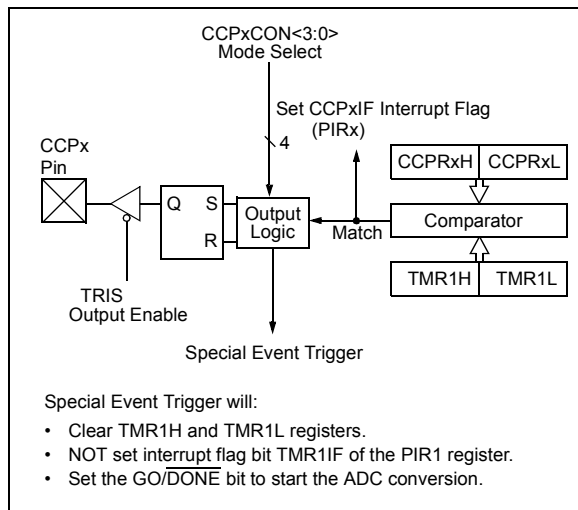 CCPxCON<3:0>
Mode Select
Set CCPxIF Interrupt Flag
(PIRx)
4
CCPx
Pin
CCPRxH CCPRxL
Q S
R
Output
Logic
Match
Comparator
TRIS
Output Enable
TMR1H TMR1L
Special Event Trigger
Special Event Trigger will:
• Clear TMR1H and TMR1L registers.
• NOT set interrupt flag bit TMR1IF of the PIR1 register.
• Set the GO/D̅O̅N̅E̅ bit to start the ADC conversion.